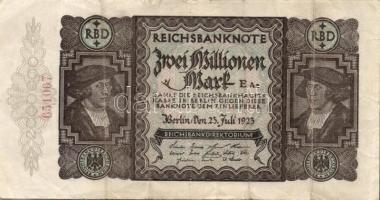 RBD
REICHSBANKNOTE
RBD
Zwei Millionen
Mark
ZAHLT DIE REICHSBANKHAUPT-
KASSE IN BERLIN GEGEN DIESE
BANKNOTE DEM EINLIEFERER
Berlin, den 23. Juli 1923
REICHSBANKDIREKTORIUM